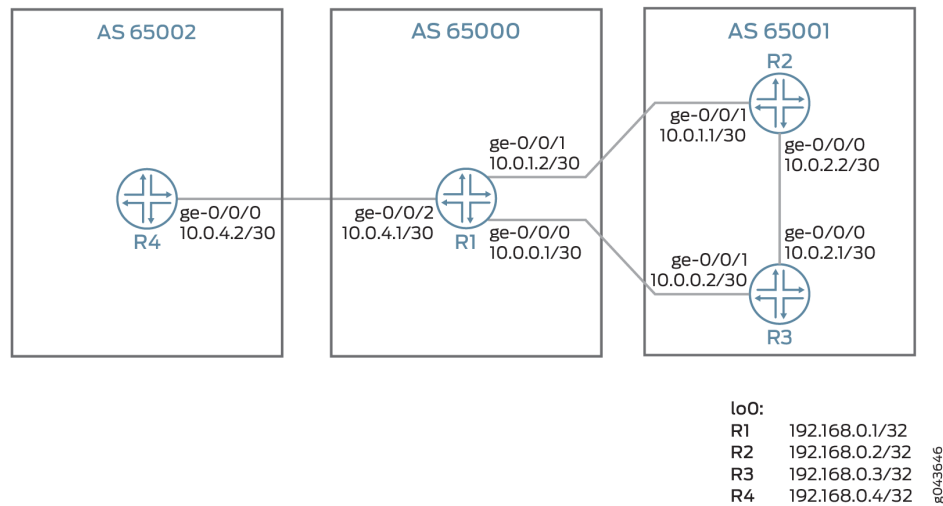 AS 65002
AS 65000
AS 65001
R2
ge-0/0/1
10.0.1.1/30
ge-0/0/1
10.0.1.2/30
ge-0/0/0
10.0.2.2/30
ge-0/0/0
10.0.4.2/30
R4
ge-0/0/2
10.0.4.1/30
R1
ge-0/0/0
10.0.0.1/30
ge-0/0/0
10.0.2.1/30
ge-0/0/1
10.0.0.2/30
R3
lo0:
R1 192.168.0.1/32
R2 192.168.0.2/32
R3 192.168.0.3/32
R4 192.168.0.4/32
g043646